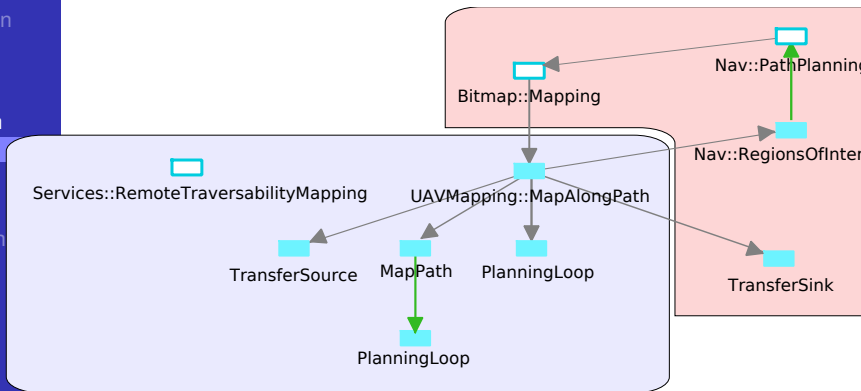 n
Nav::PathPlanning
Bitmap::Mapping
Nav::RegionsOfInter
Services::RemoteTraversabilityMapping
UAVMapping::MapAlongPath
n
TransferSource
MapPath
PlanningLoop
TransferSink
PlanningLoop